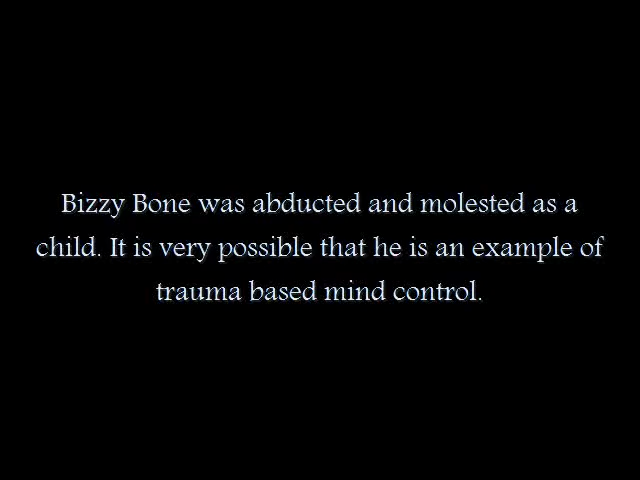 Bizzy Bone was abducted and molested as a
child. It is very possible that he is an example of
trauma based mind control.